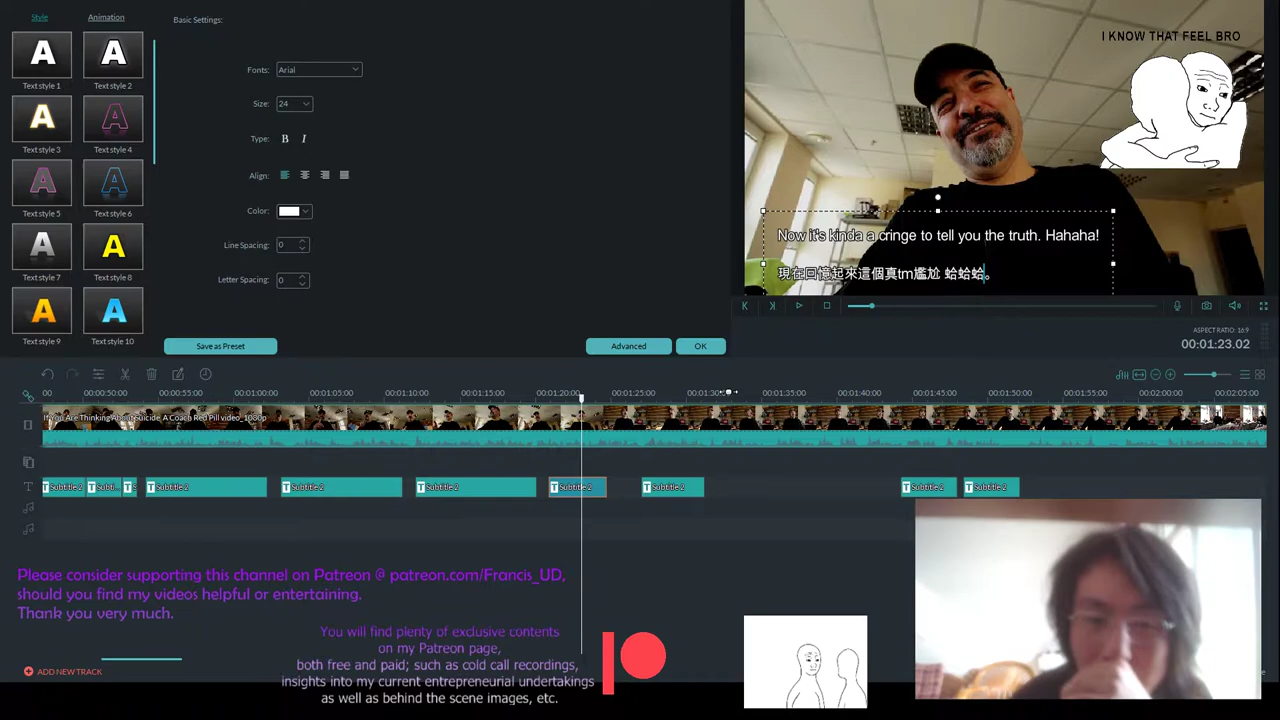 Style
Animation
Text style 1
Text style 2
Text style 3
Text style 4
Text style 5
Text style 6
Text style 7
Text style 8
Text style 9
Text style 10
Basic Settings:
Fonts:
Arial
Size:
24
Type:
B I
Align:
Color:
Line Spacing:
0
Letter Spacing:
0
Save as Preset
Advanced
OK
I KNOW THAT FEEL BRO
Now it's kinda a cringe to tell you the truth. Hahaha!
現在回憶起來這個真tm尷尬 蛤蛤蛤。
ASPECT RATIO: 16:9
00:01:23.02
00
00:00:50:00
00:00:55:00
00:01:00:00
00:01:05:00
00:01:10:00
00:01:20:00
00:01:25:00
00:01:35:00
00:01:40:00
00:01:45:00
00:01:50:00
00:01:55:00
00:02:00:00
00:02:05:00
If You Are Thinking About Suicide_A Coach Red Pill video_1080p
T Subtitle 2
T Subti...
T S
T Subtitle 2
T Subtitle 2
T Subtitle 2
T Subtitle 2
T Subtitle 2
T Subtitle 2
T Subtitle 2
Please consider supporting this channel on Patreon @ patreon.com/Francis_UD,
should you find my videos helpful or entertaining.
Thank you very much.
You will find plenty of exclusive contents
on my Patreon page,
both free and paid; such as cold call recordings,
insights into my current entrepreneurial undertakings
as well as behind the scene images, etc.
ADD NEW TRACK